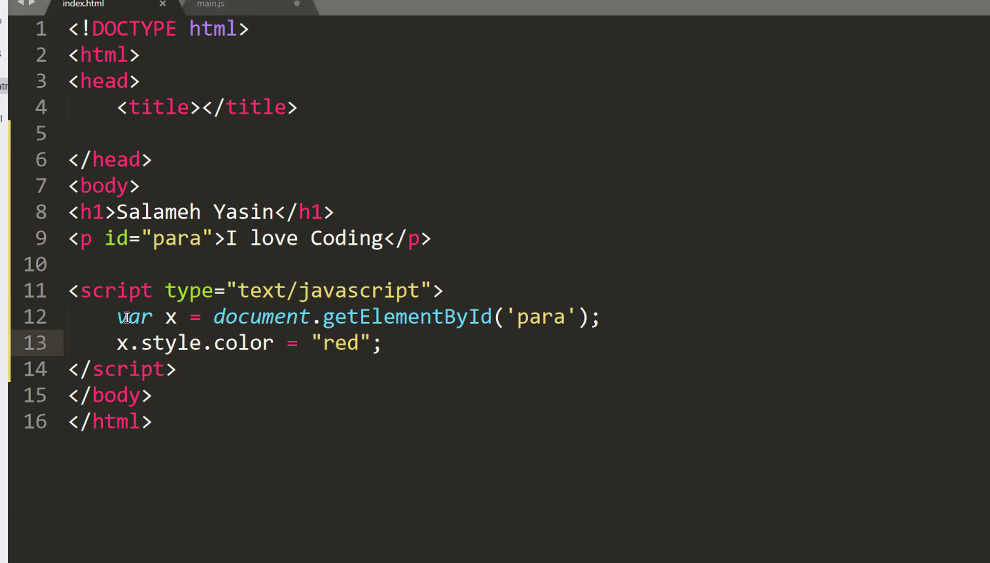 index.html × main.js
1 <!DOCTYPE html>
2 <html>
3 <head>
4 <title></title>
5
6 </head>
7 <body>
8 <h1>Salameh Yasin</h1>
9 <p id="para">I love Coding</p>
10
11 <script type="text/javascript">
12 var x = document.getElementById('para');
13 x.style.color = "red";
14 </script>
15 </body>
16 </html>